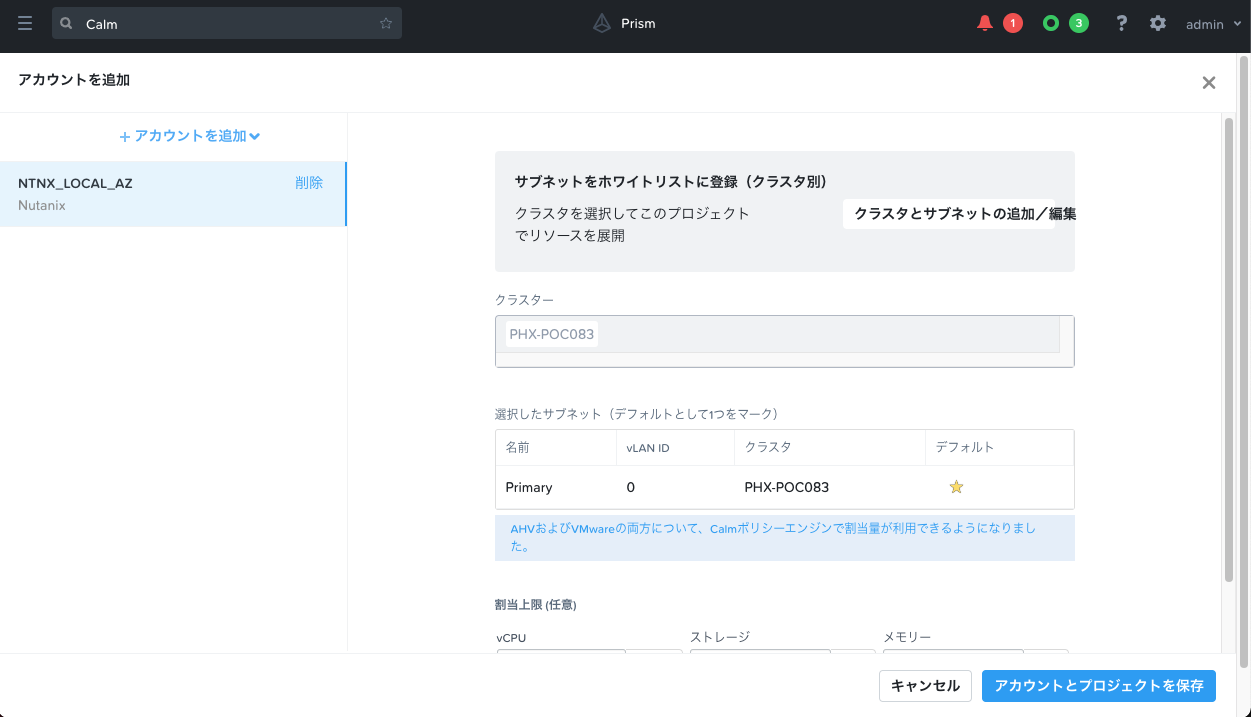 Calm
Prism
1
3
?
admin
アカウントを追加
+ アカウントを追加
NTNX_LOCAL_AZ
削除
Nutanix
サブネットをホワイトリストに登録（クラスタ別）
クラスタを選択してこのプロジェクト
でリソースを展開
クラスタとサブネットの追加／編集
クラスター
PHX-POC083
選択したサブネット（デフォルトとして1つをマーク）
名前 vLAN ID クラスタ デフォルト
Primary 0 PHX-POC083
AHVおよびVMwareの両方について、Calmポリシーエンジンで割当量が利用できるようになりまし
た。
割当上限 (任意)
vCPU ストレージ メモリー
キャンセル
アカウントとプロジェクトを保存